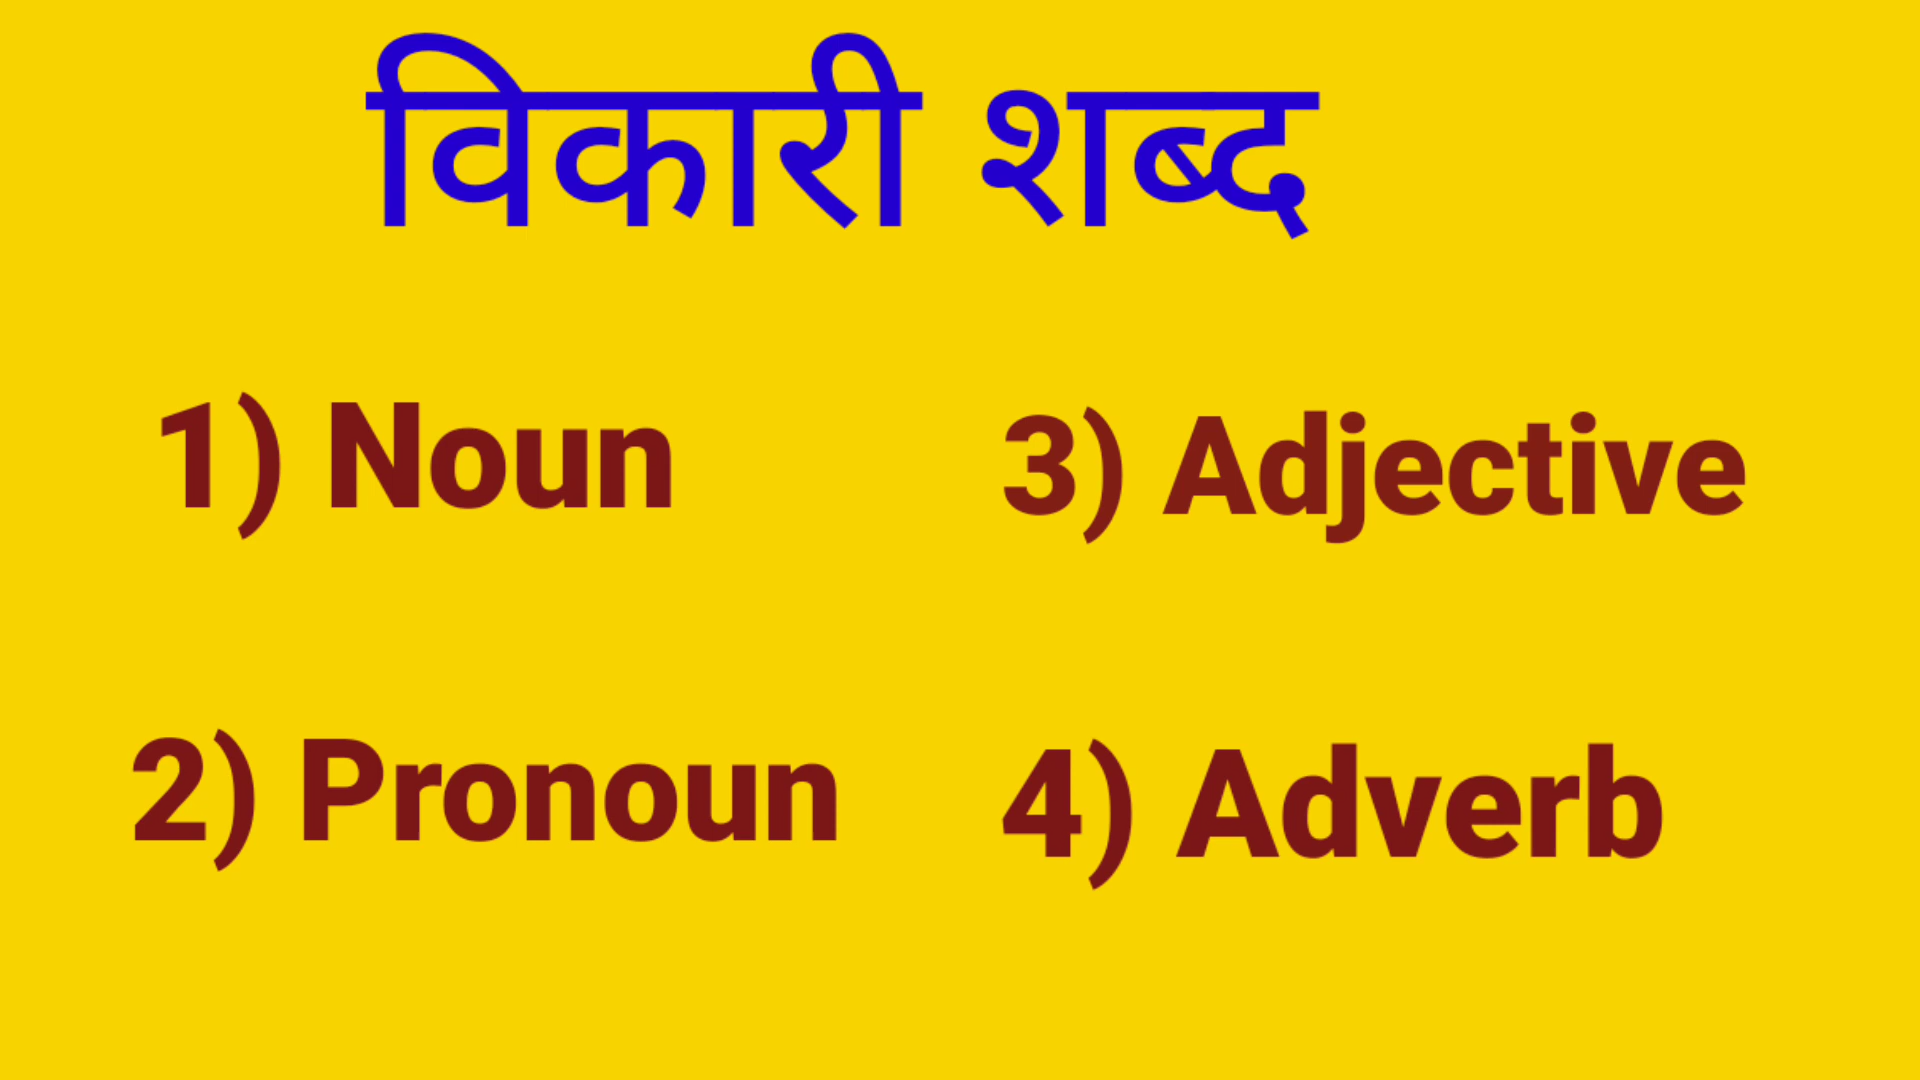 विकारी शब्द
1) Noun
2) Pronoun
3) Adjective
4) Adverb